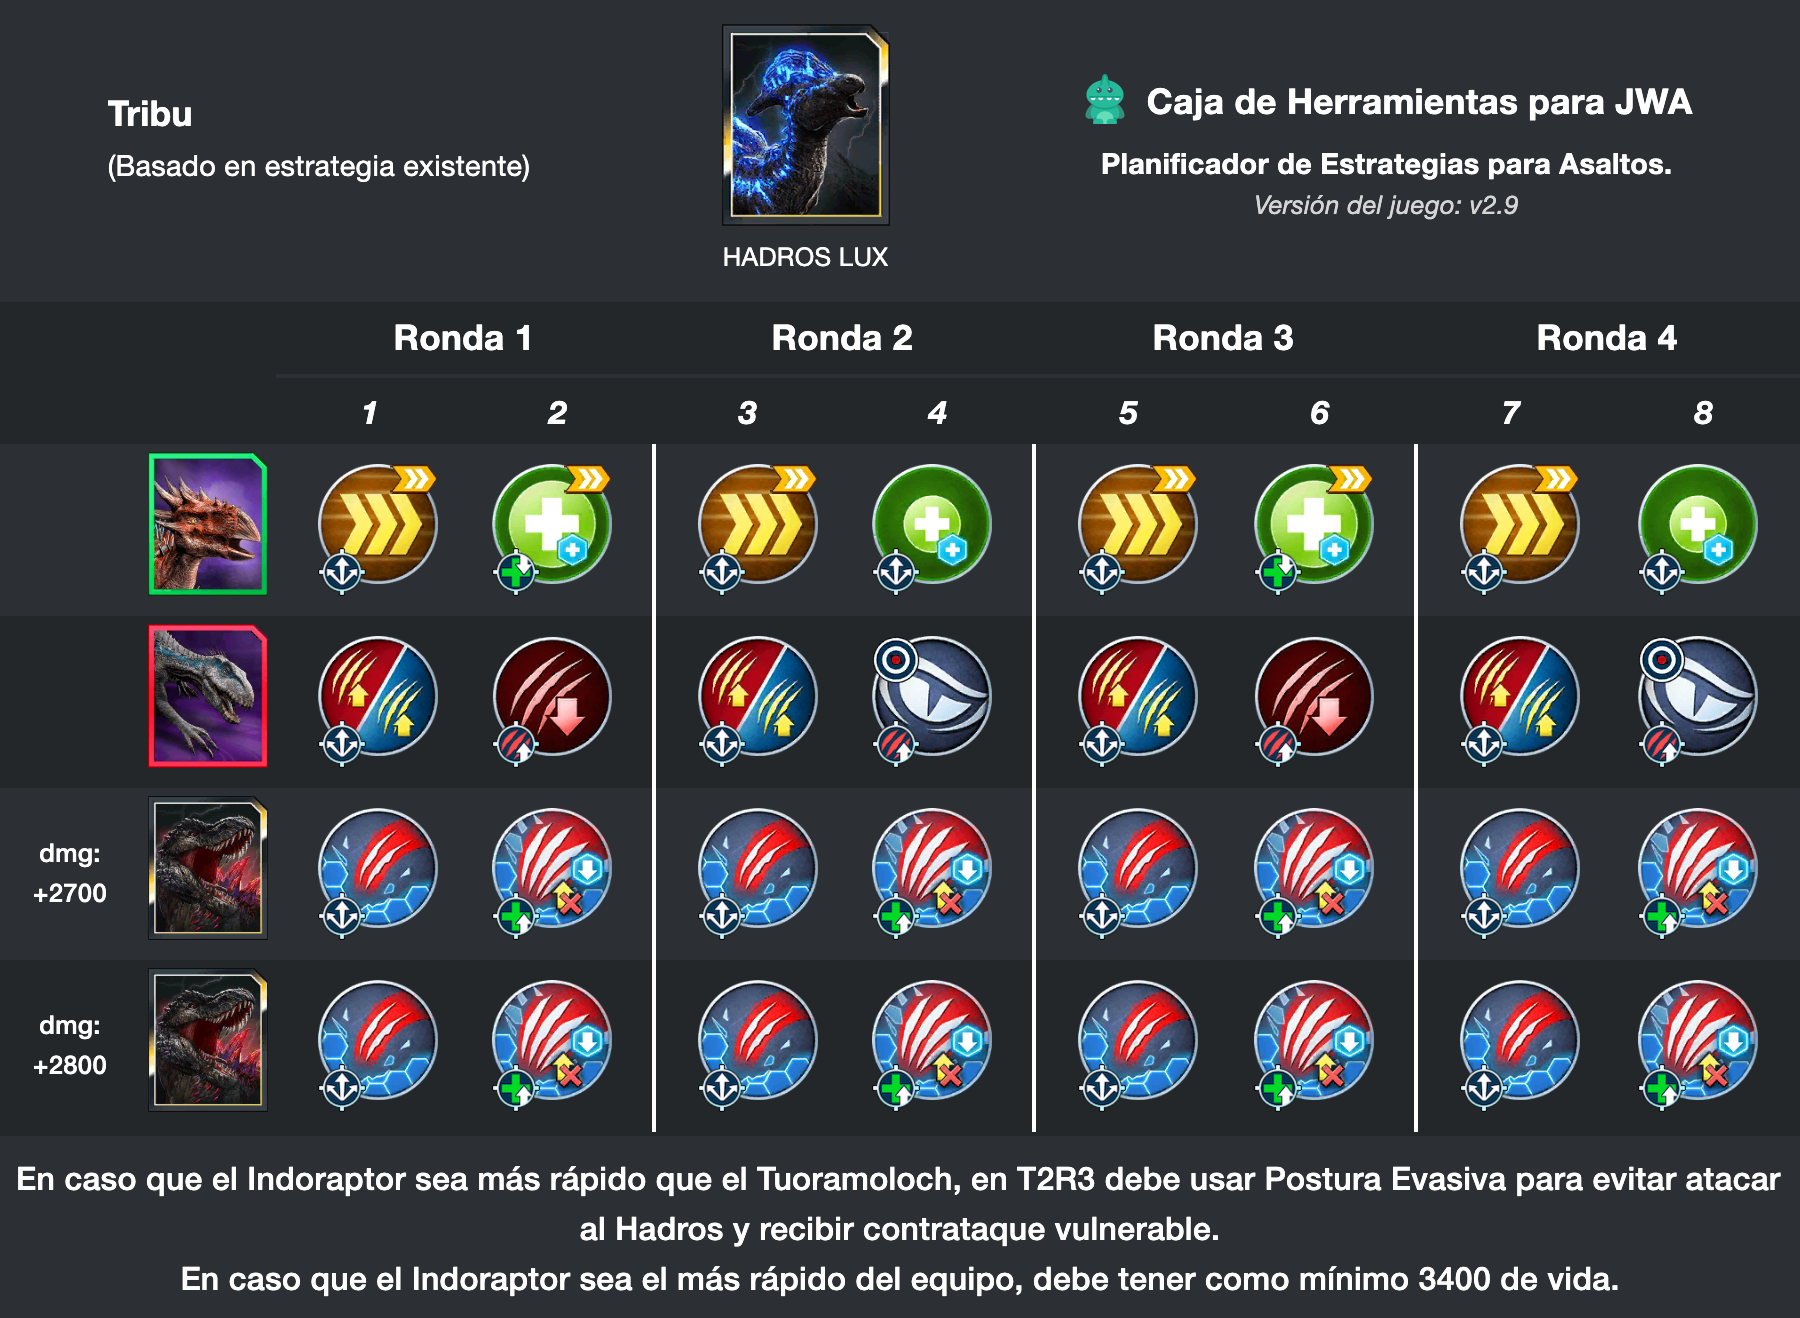 Tribu
(Basado en estrategia existente)
HADROS LUX
Caja de Herramientas para JWA
Planificador de Estrategias para Asaltos.
Versión del juego: v2.9
Ronda 1 Ronda 2 Ronda 3 Ronda 4
1 2 3 4 5 6 7 8
dmg:
+2700
dmg:
+2800
En caso que el Indoraptor sea más rápido que el Tuoramoloch, en T2R3 debe usar Postura Evasiva para evitar atacar
al Hadros y recibir contrataque vulnerable.
En caso que el Indoraptor sea el más rápido del equipo, debe tener como mínimo 3400 de vida.